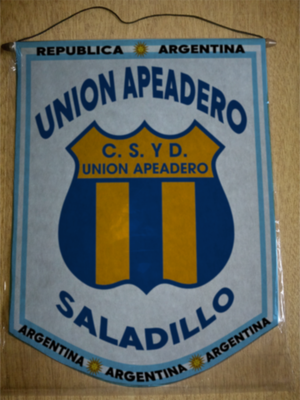 REPUBLICA ARGENTINA
UNION APEADERO
C. S. Y D.
UNION APEADERO
SALADILLO
ARGENTINA ARGENTINA ARGENTINA